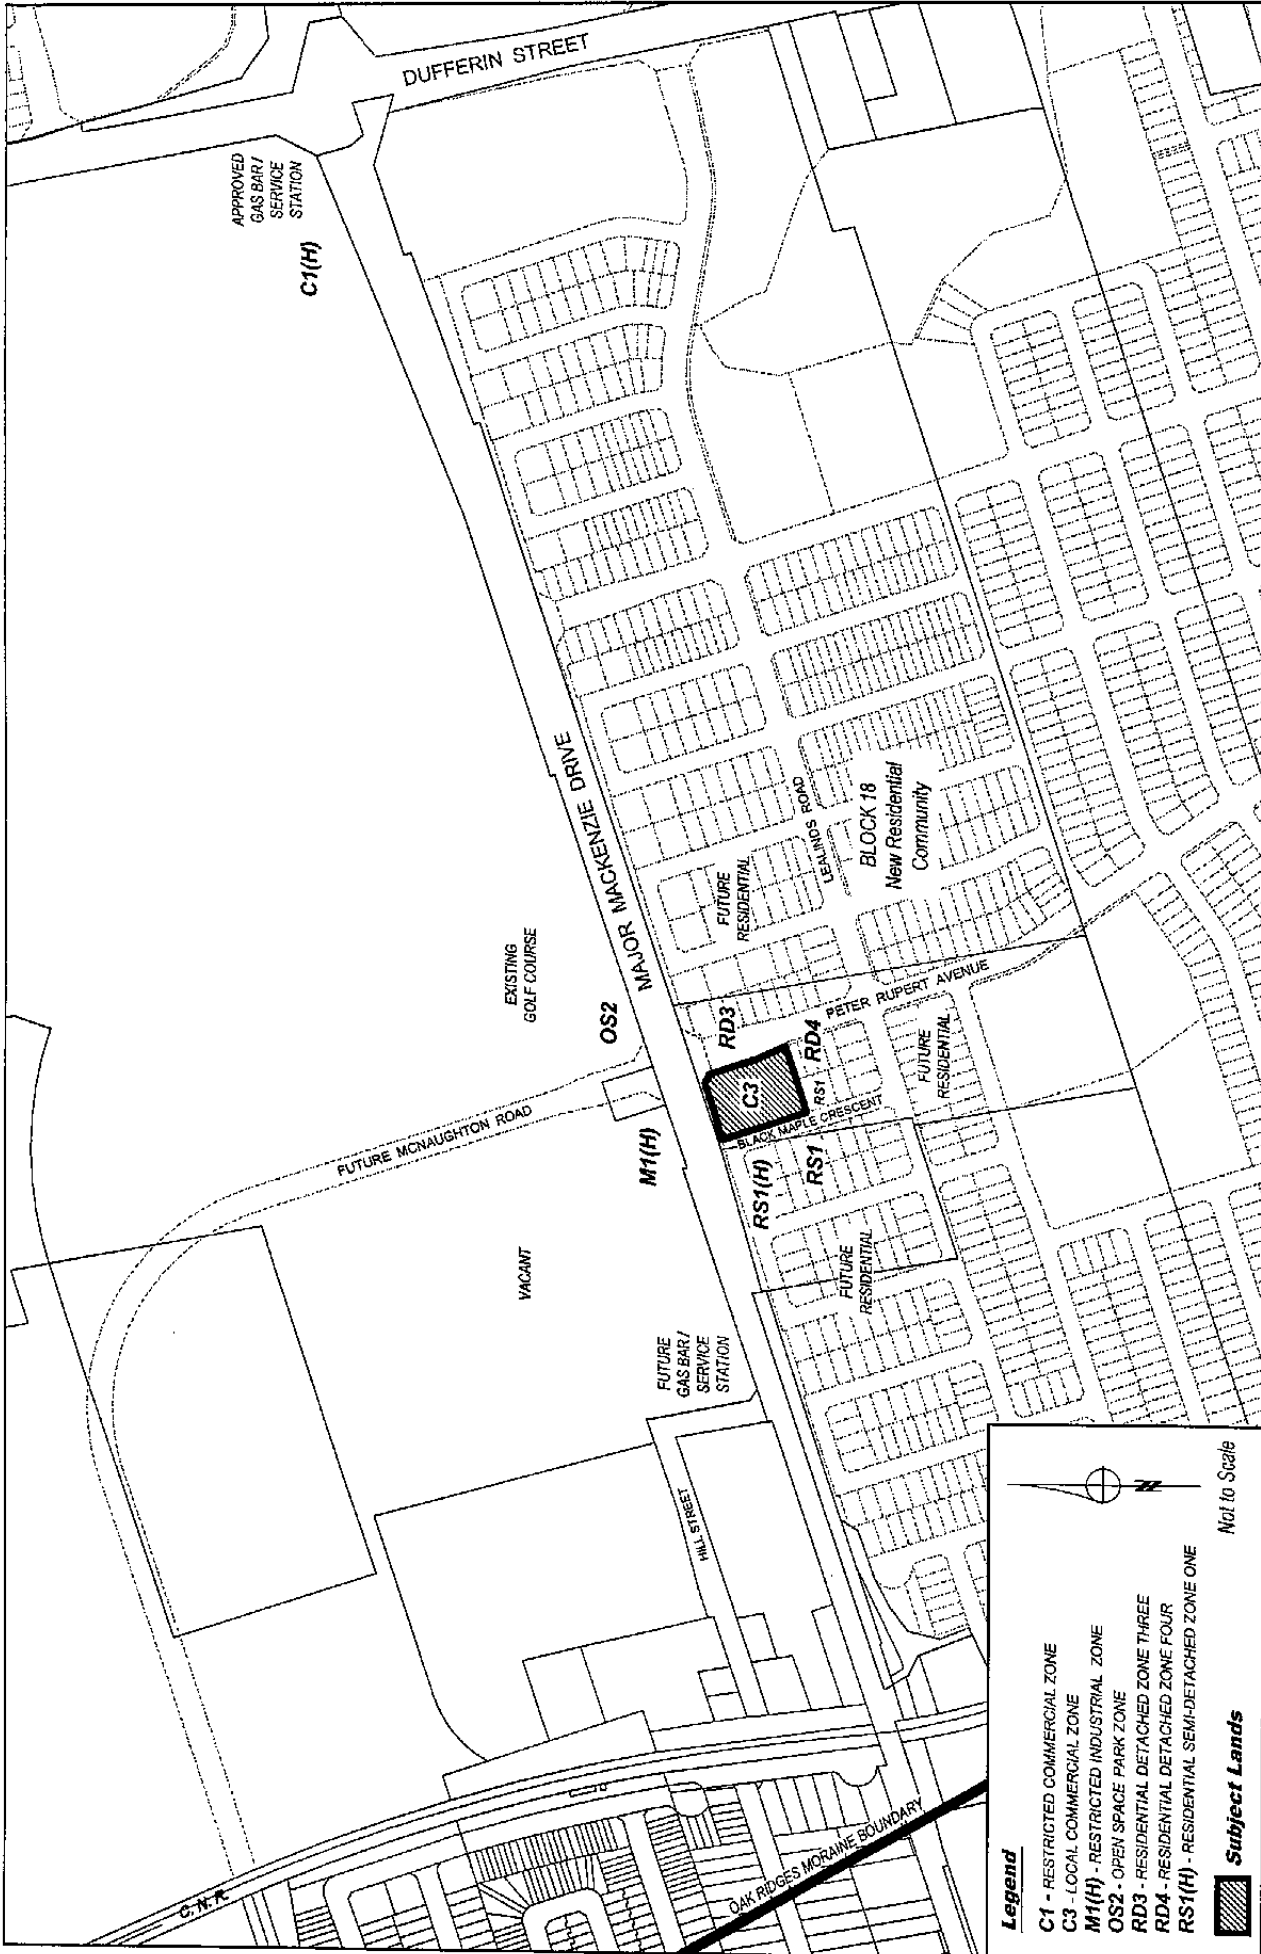 DUFFERIN STREET
APPROVED
GAS BAR /
SERVICE
STATION
C1(H)
EXISTING
GOLF COURSE
OS2
MAJOR MACKENZIE DRIVE
FUTURE MCNAUGHTON ROAD
M1(H)
VACANT
FUTURE
GAS BAR /
SERVICE
STATION
HILL STREET
C. N. R.
OAK RIDGES MORAINE BOUNDARY
RD3
C3
RD4
RS1
BLACK MAPLE CRESCENT
RS1(H)
RS1
PETER RUPERT AVENUE
FUTURE
RESIDENTIAL
LEALINDS ROAD
BLOCK 18
New Residential
Community
FUTURE
RESIDENTIAL
FUTURE
RESIDENTIAL
Legend
C1 - RESTRICTED COMMERCIAL ZONE
C3 - LOCAL COMMERCIAL ZONE
M1(H) - RESTRICTED INDUSTRIAL ZONE
OS2 - OPEN SPACE PARK ZONE
RD3 - RESIDENTIAL DETACHED ZONE THREE
RD4 - RESIDENTIAL DETACHED ZONE FOUR
RS1(H) - RESIDENTIAL SEMI-DETACHED ZONE ONE
Subject Lands
N
Not to Scale